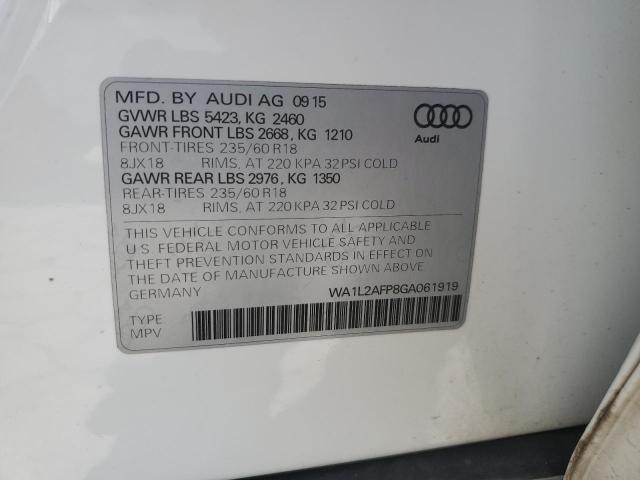 MFD. BY AUDI AG 09 15
GVWR LBS 5423, KG 2460
GAWR FRONT LBS 2668, KG 1210
FRONT-TIRES 235/60 R18
8JX18 RIMS, AT 220 KPA 32 PSI COLD
GAWR REAR LBS 2976, KG 1350
REAR-TIRES 235/60 R18
8JX18 RIMS, AT 220 KPA 32 PSI COLD
Audi
THIS VEHICLE CONFORMS TO ALL APPLICABLE
U.S. FEDERAL MOTOR VEHICLE SAFETY AND
THEFT PREVENTION STANDARDS IN EFFECT ON
THE DATE OF MANUFACTURE SHOWN ABOVE.
GERMANY
WA1L2AFP8GA061919
TYPE:
MPV